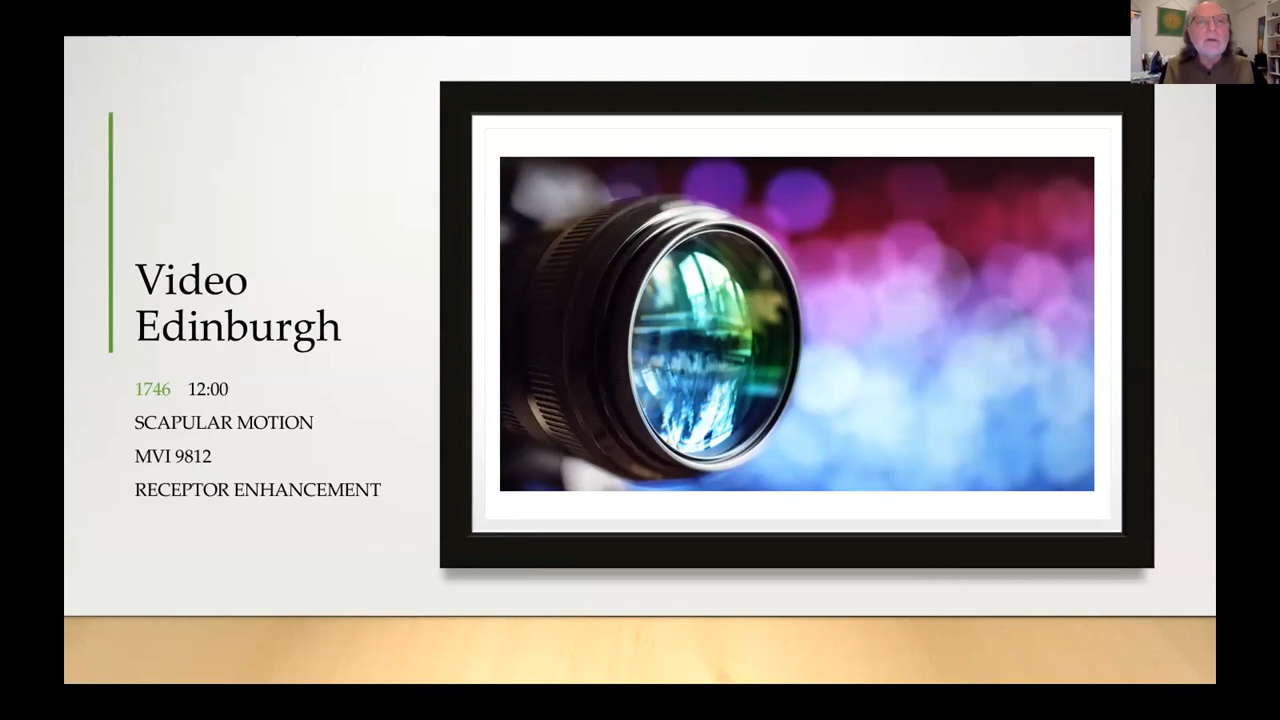 Video
Edinburgh
1746 12:00
SCAPULAR MOTION
MVI 9812
RECEPTOR ENHANCEMENT